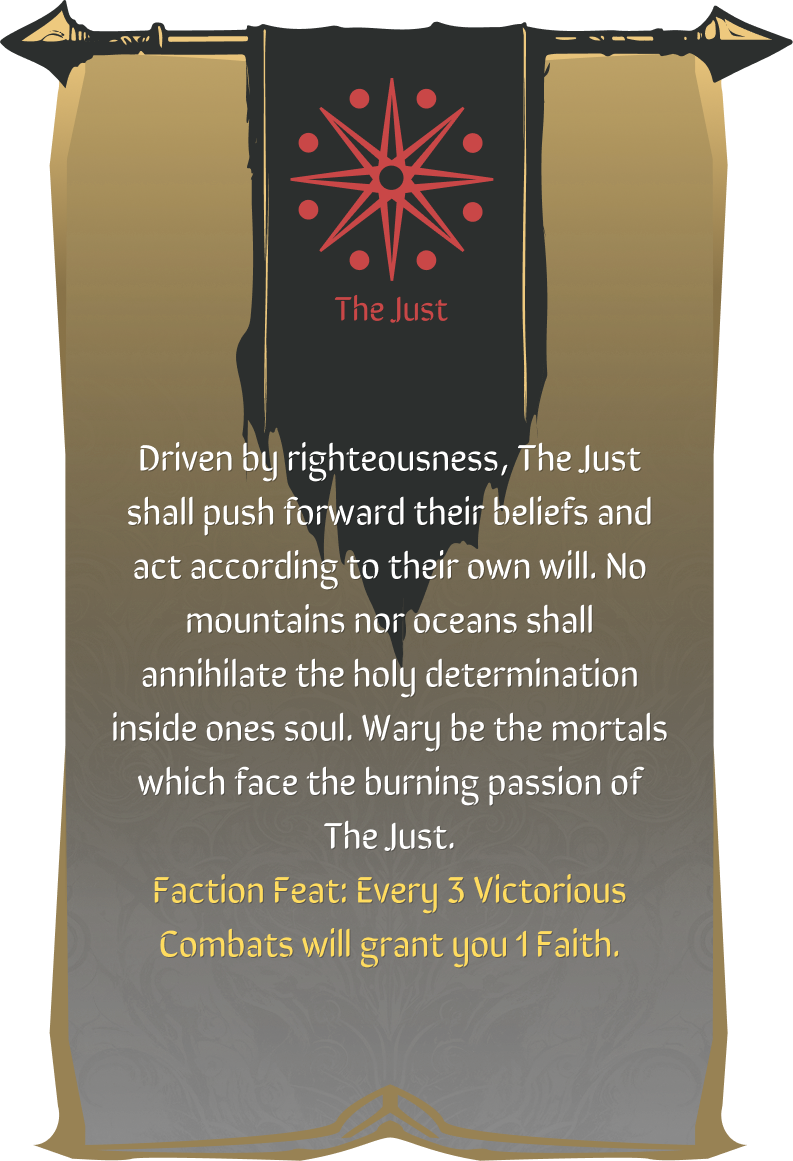 The Just
Driven by righteousness, The Just
shall push forward their beliefs and
act according to their own will. No
mountains nor oceans shall
annihilate the holy determination
inside ones soul. Wary be the mortals
which face the burning passion of
The Just.
Faction Feat: Every 3 Victorious
Combats will grant you 1 Faith.